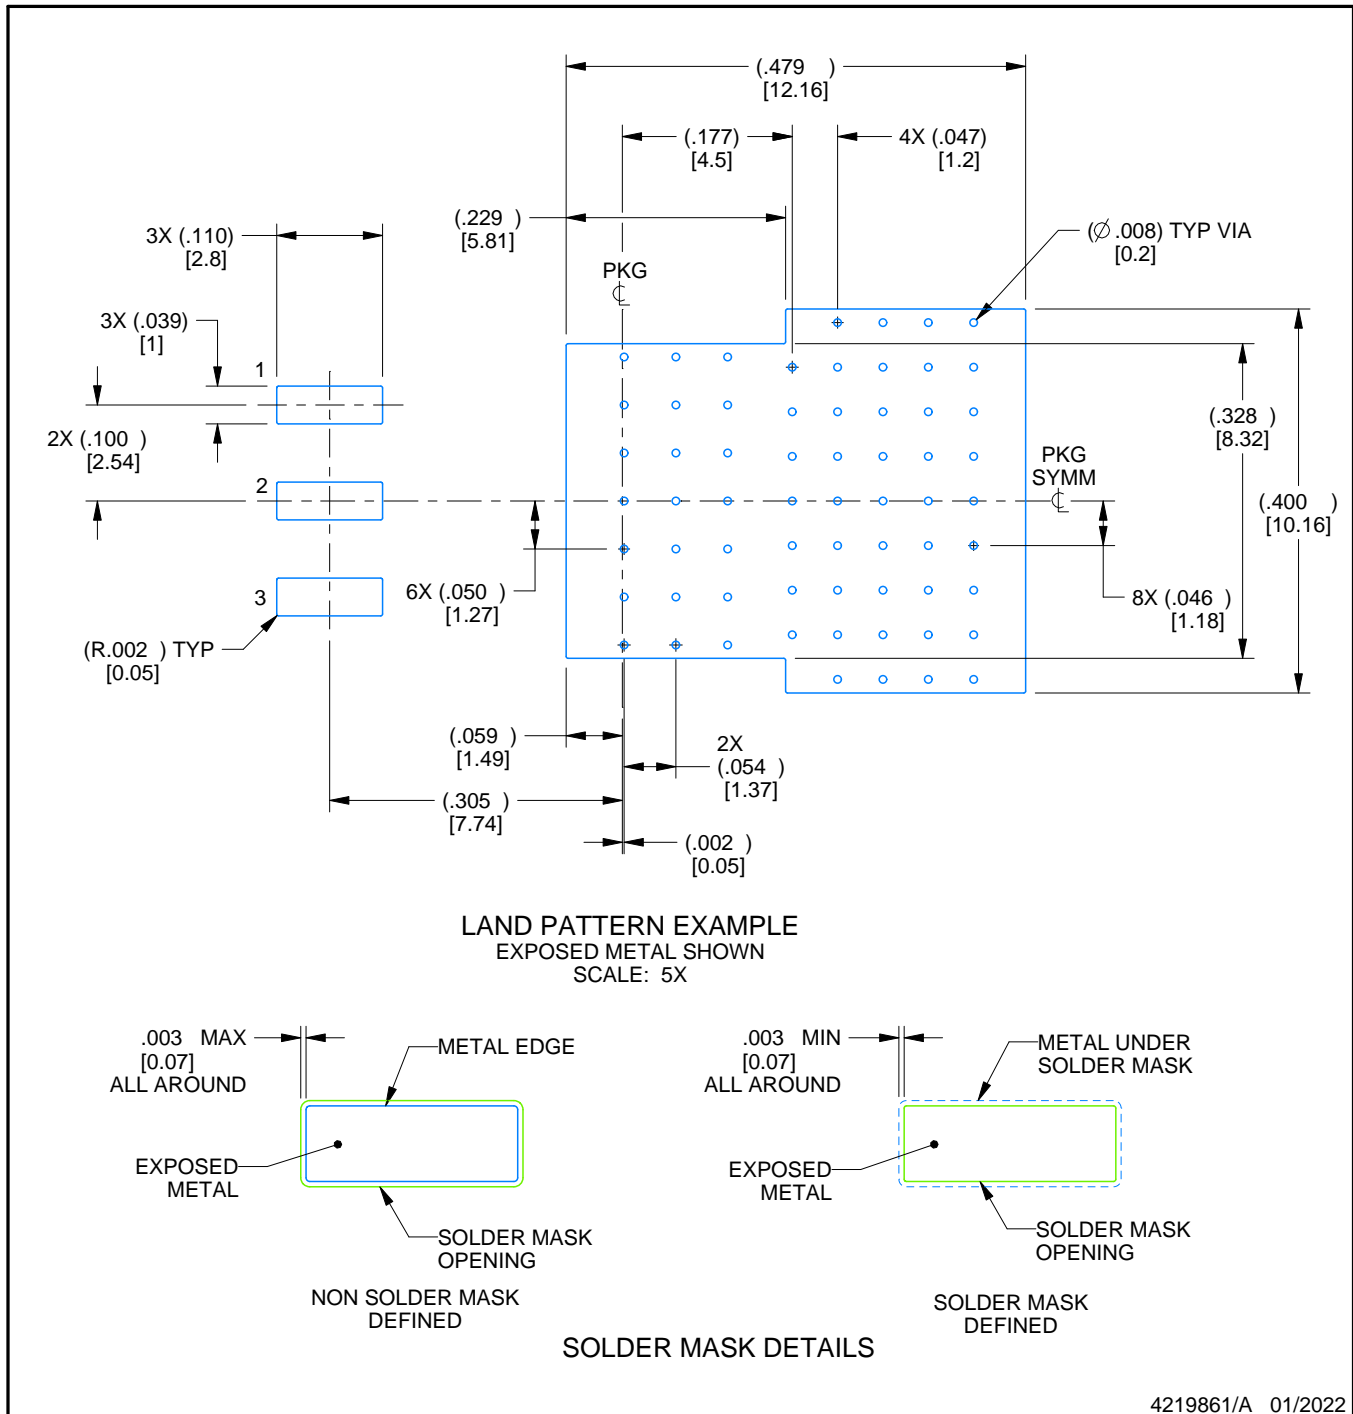 (.479 )
[12.16]
(.177)
[4.5]
4X (.047)
[1.2]
(.229 )
[5.81]
3X (.110)
[2.8]
(Ø .008) TYP VIA
[0.2]
PKG
℄
3X (.039)
[1]
1
2X (.100 )
[2.54]
(.328 )
[8.32]
PKG
SYMM
℄
2
(.400 )
[10.16]
6X (.050 )
[1.27]
3
8X (.046 )
[1.18]
(R.002 ) TYP
[0.05]
(.059 )
[1.49]
2X
(.054 )
[1.37]
(.305 )
[7.74]
(.002 )
[0.05]
LAND PATTERN EXAMPLE
EXPOSED METAL SHOWN
SCALE: 5X
.003 MAX
[0.07]
ALL AROUND
METAL EDGE
EXPOSED
METAL
SOLDER MASK
OPENING
NON SOLDER MASK
DEFINED
.003 MIN
[0.07]
ALL AROUND
METAL UNDER
SOLDER MASK
EXPOSED
METAL
SOLDER MASK
OPENING
SOLDER MASK
DEFINED
SOLDER MASK DETAILS
4219861/A 01/2022